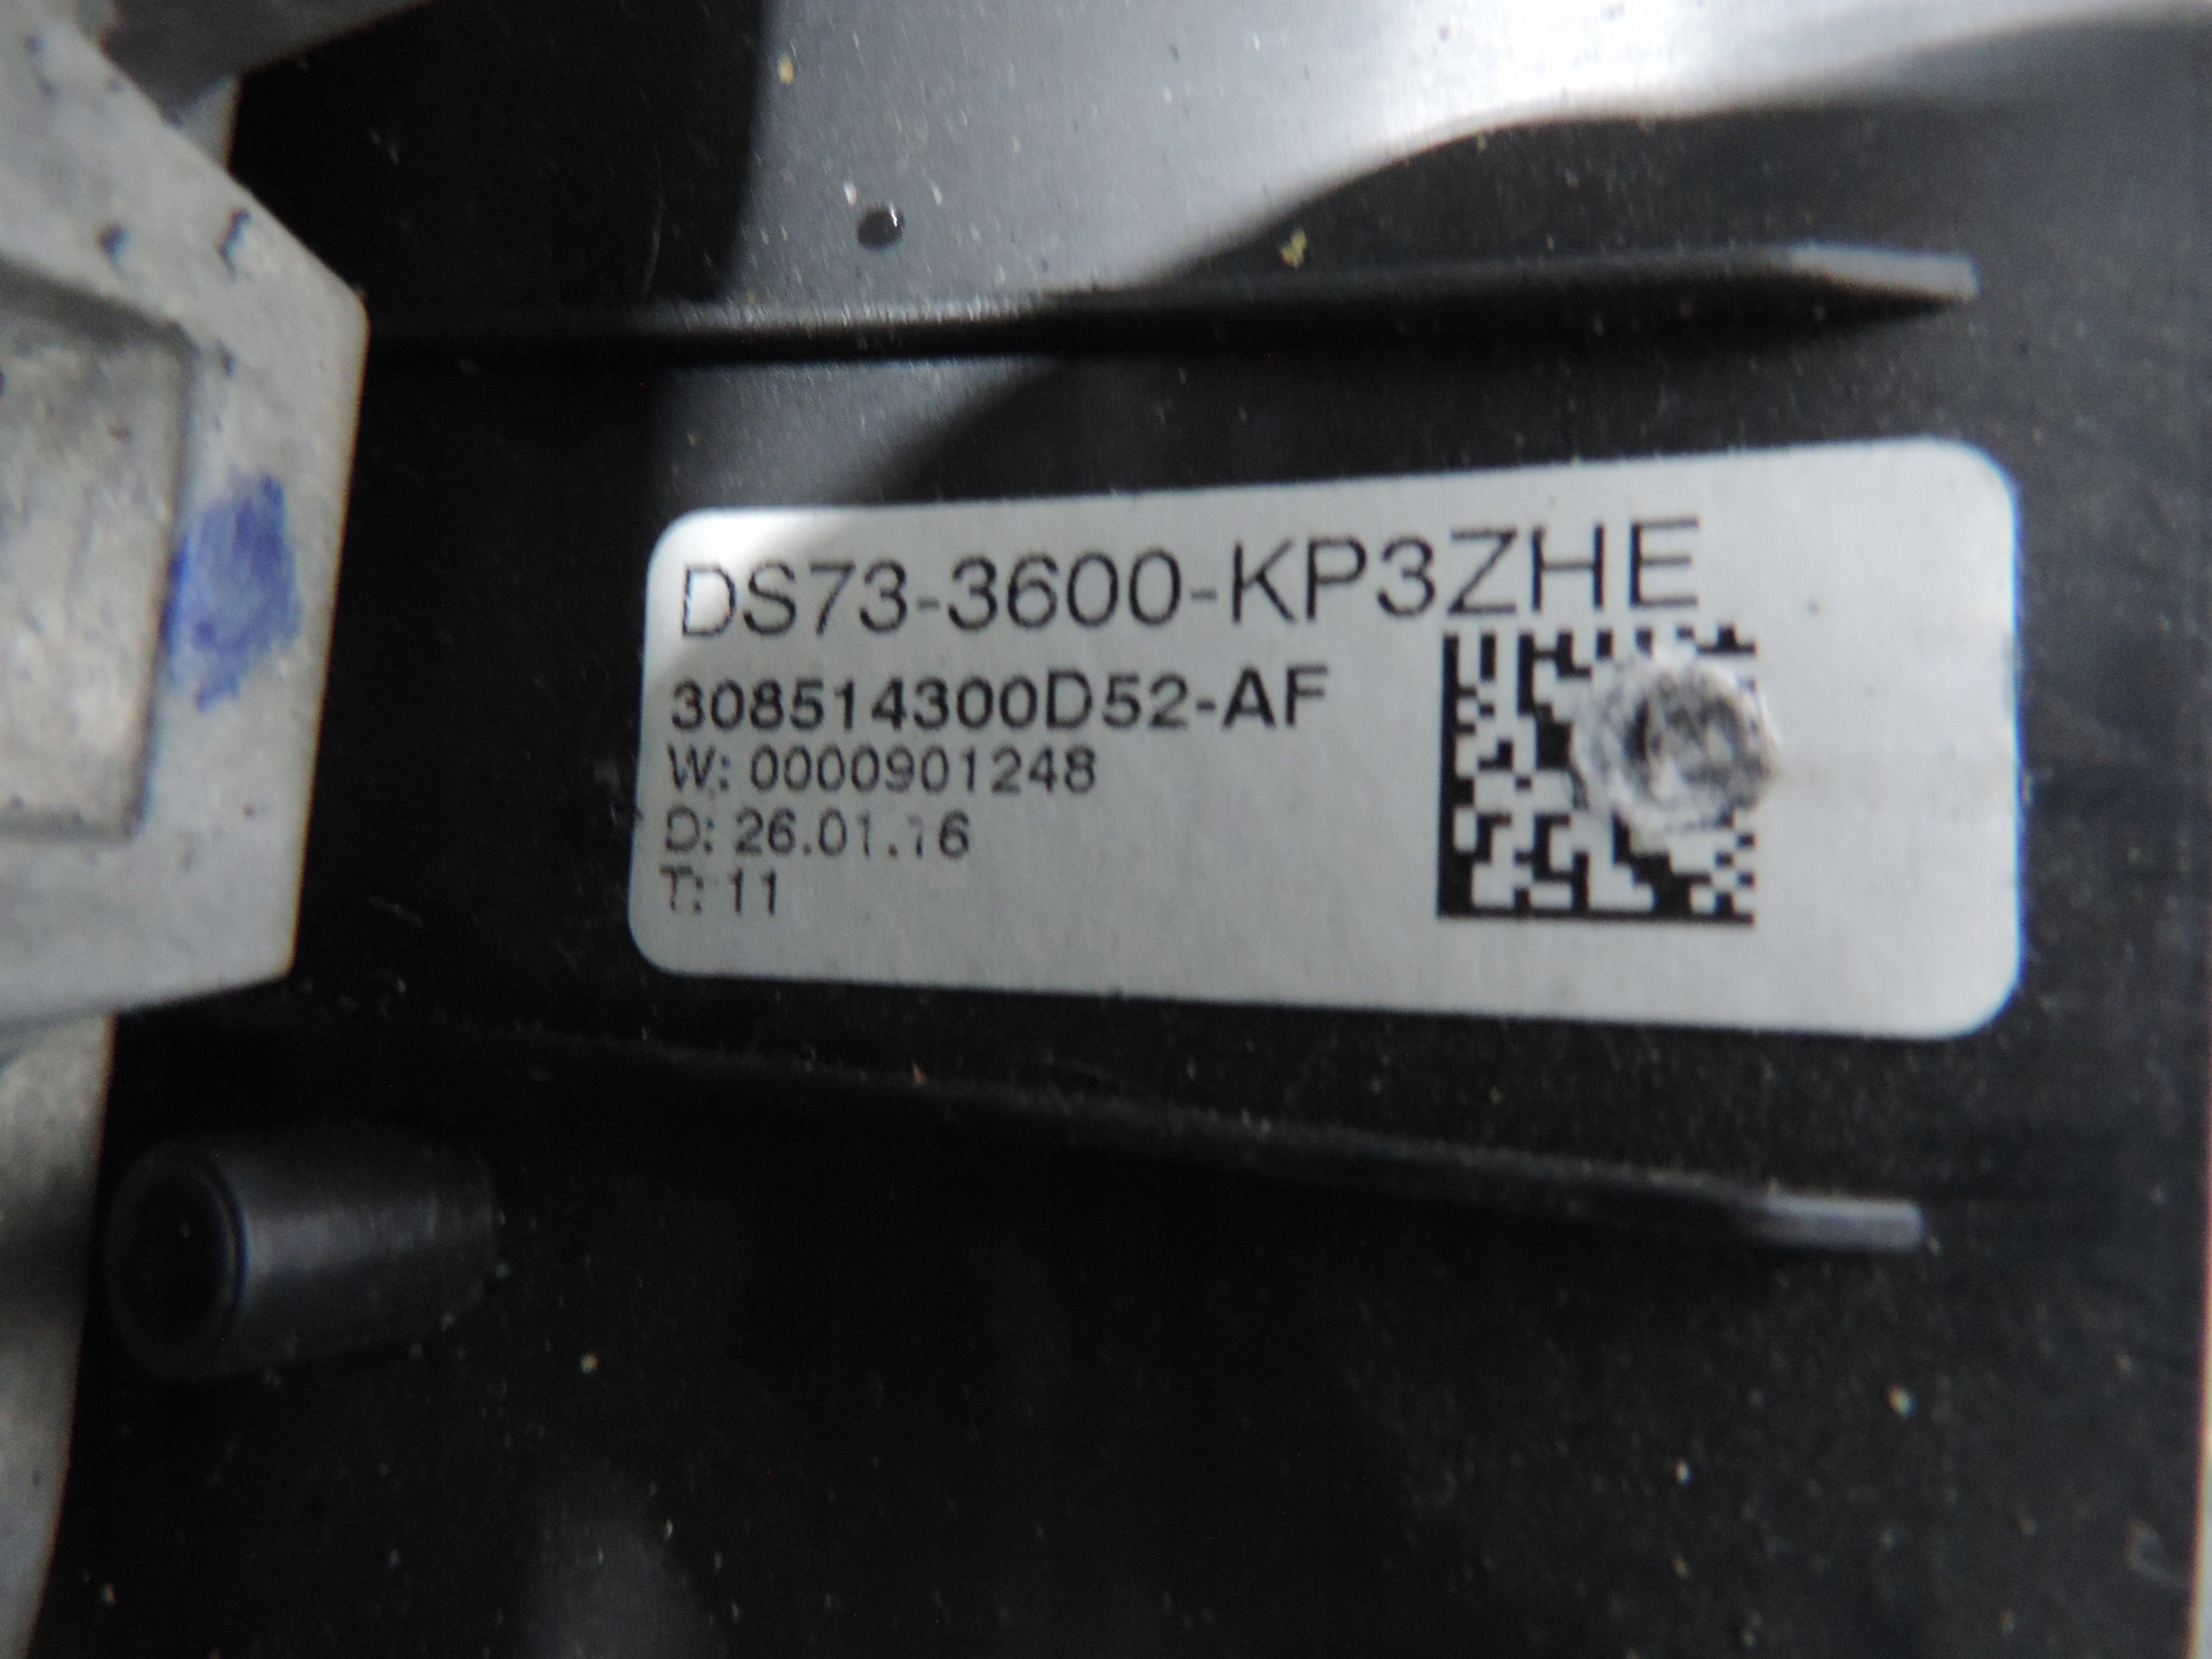 DS73-3600-KP3ZHE
308514300D52-AF
W: 0000901248
D: 26.01.16
T: 11